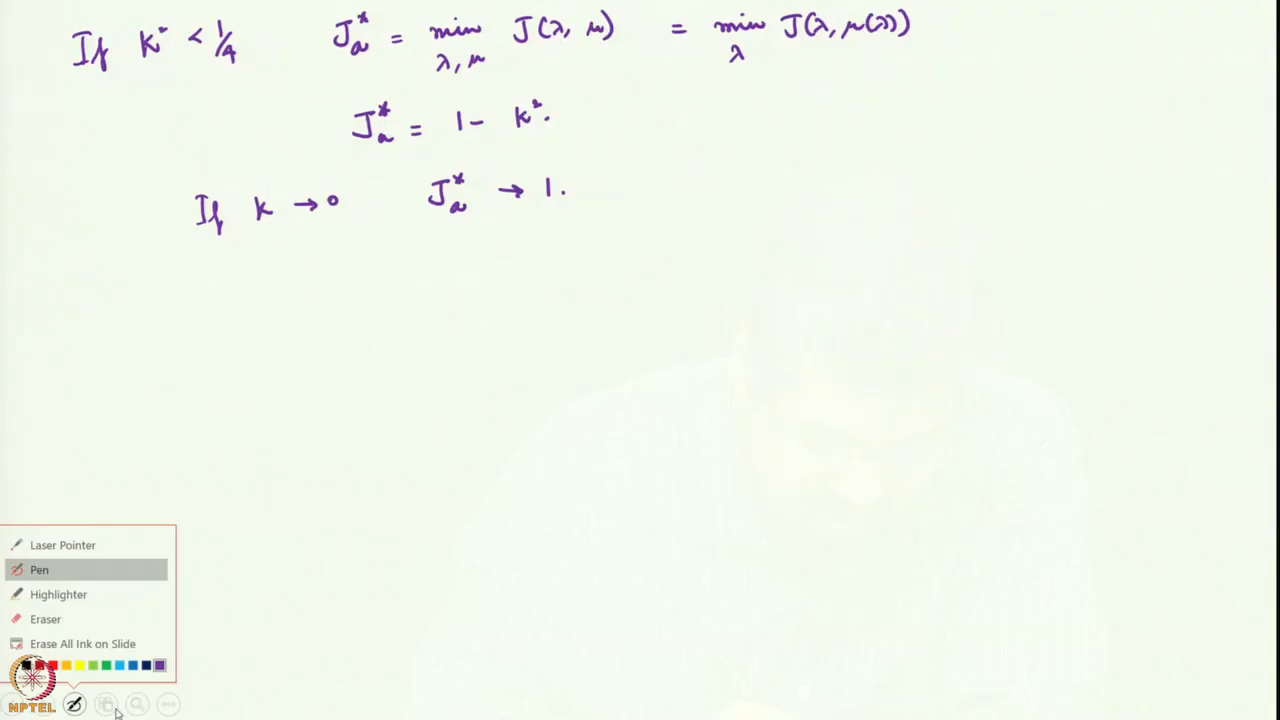 If k² < 1/4 J*ₐ = min J(λ, μ) = min J(λ, μ(λ))
λ, μ λ
J*ₐ = 1 - k².
If k → 0 J*ₐ → 1.
Laser Pointer
Pen
Highlighter
Eraser
Erase All Ink on Slide
NPTEL